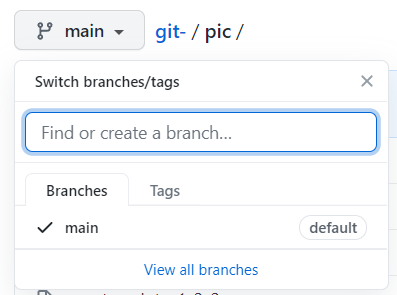 main git- / pic /
Switch branches/tags
Find or create a branch...
Branches Tags
main default
View all branches